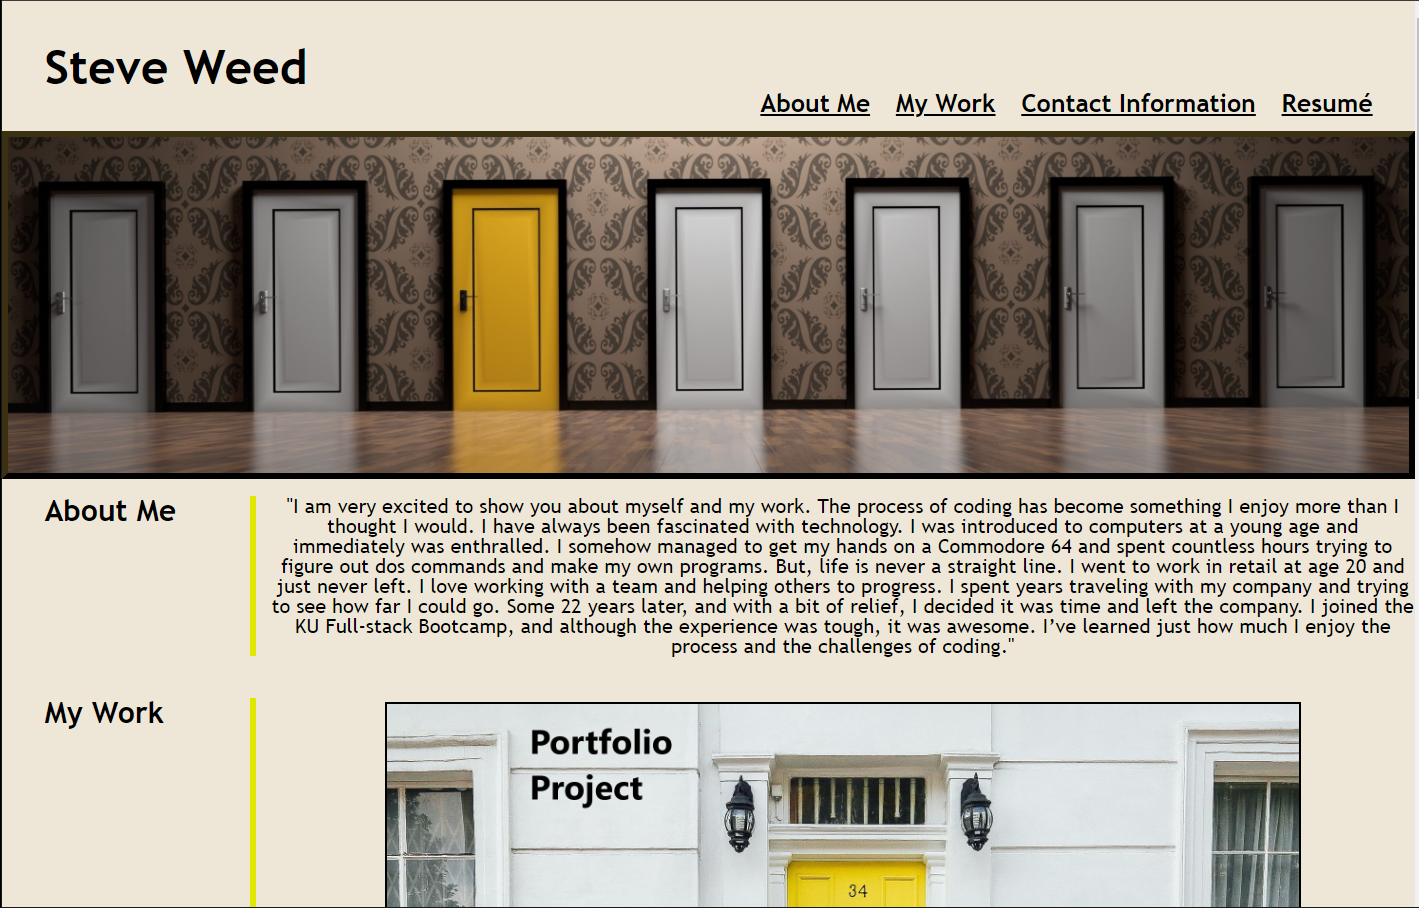 Steve Weed
About Me My Work Contact Information Resumé
About Me
"I am very excited to show you about myself and my work. The process of coding has become something I enjoy more than I
thought I would. I have always been fascinated with technology. I was introduced to computers at a young age and
immediately was enthralled. I somehow managed to get my hands on a Commodore 64 and spent countless hours trying to
figure out dos commands and make my own programs. But, life is never a straight line. I went to work in retail at age 20 and
just never left. I love working with a team and helping others to progress. I spent years traveling with my company and trying
to see how far I could go. Some 22 years later, and with a bit of relief, I decided it was time and left the company. I joined the
KU Full-stack Bootcamp, and although the experience was tough, it was awesome. I’ve learned just how much I enjoy the
process and the challenges of coding."
My Work
Portfolio
Project
34